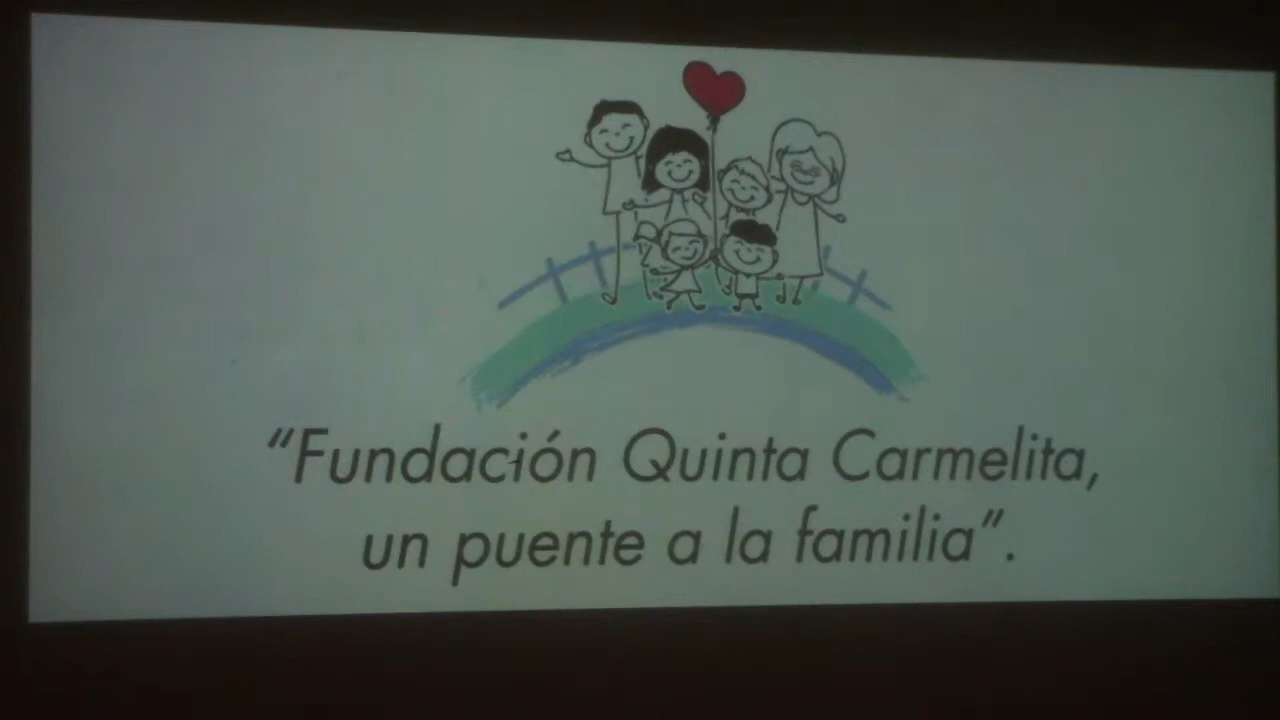 “Fundación Quinta Carmelita,
un puente a la familia”.